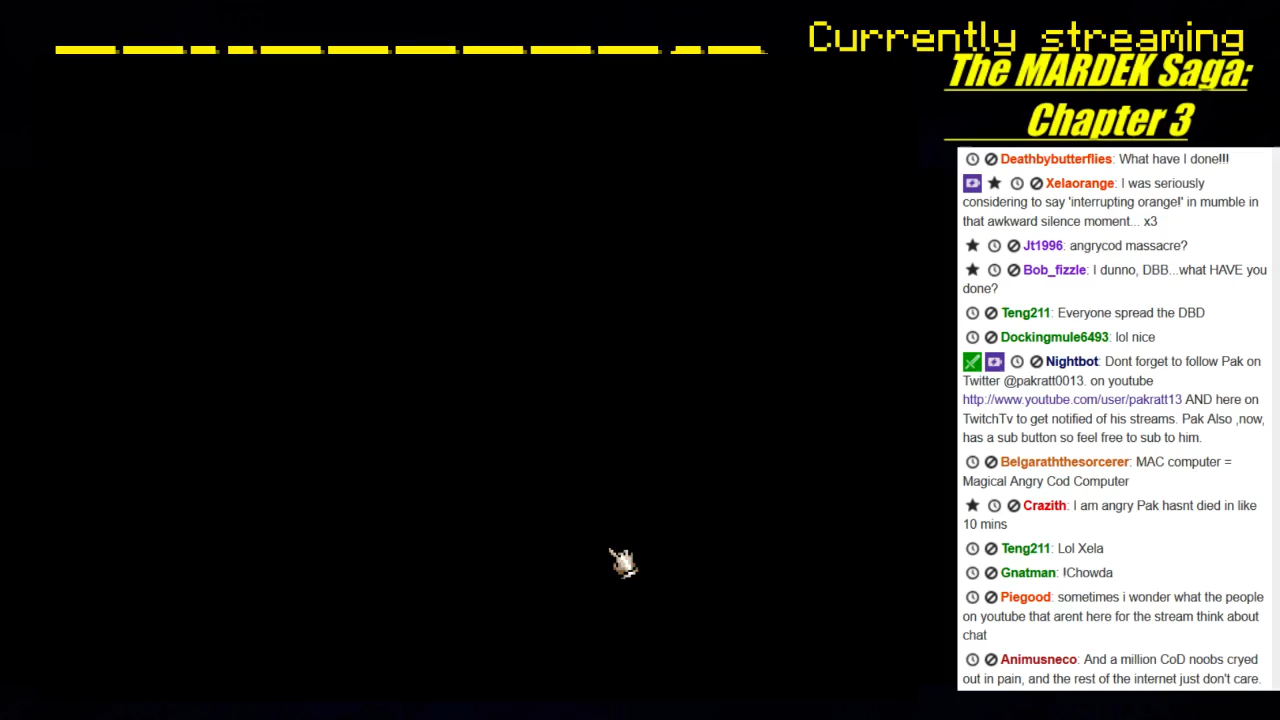 Currently streaming
The MARDEK Saga:
Chapter 3
Deathbybutterflies: What have I done!!!
Xelaorange: I was seriously
considering to say 'interrupting orange!' in mumble in
that awkward silence moment... x3
Jt1996: angrycod massacre?
Bob_fizzle: I dunno, DBB...what HAVE you
done?
Teng211: Everyone spread the DBD
Dockingmule6493: lol nice
Nightbot: Dont forget to follow Pak on
Twitter @pakratt0013. on youtube
http://www.youtube.com/user/pakratt13 AND here on
TwitchTv to get notified of his streams. Pak Also ,now,
has a sub button so feel free to sub to him.
Belgaraththesorcerer: MAC computer =
Magical Angry Cod Computer
Crazith: I am angry Pak hasnt died in like
10 mins
Teng211: Lol Xela
Gnatman: !Chowda
Piegood: sometimes i wonder what the people
on youtube that arent here for the stream think about
chat
Animusneco: And a million CoD noobs cryed
out in pain, and the rest of the internet just don't care.